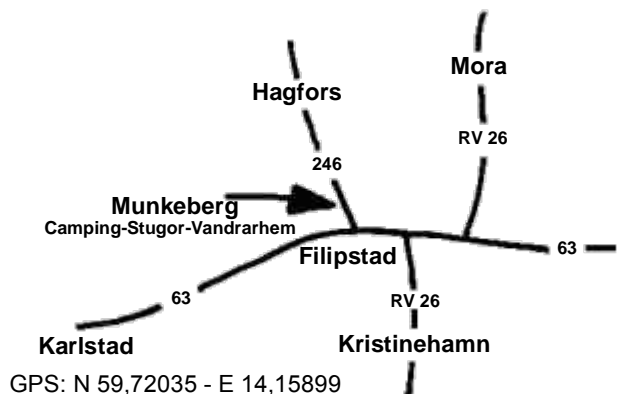 Mora
Hagfors
RV 26
246
Munkeberg
Camping-Stugor-Vandrarhem
Filipstad
63
63
RV 26
Karlstad
Kristinehamn
GPS: N 59,72035 - E 14,15899